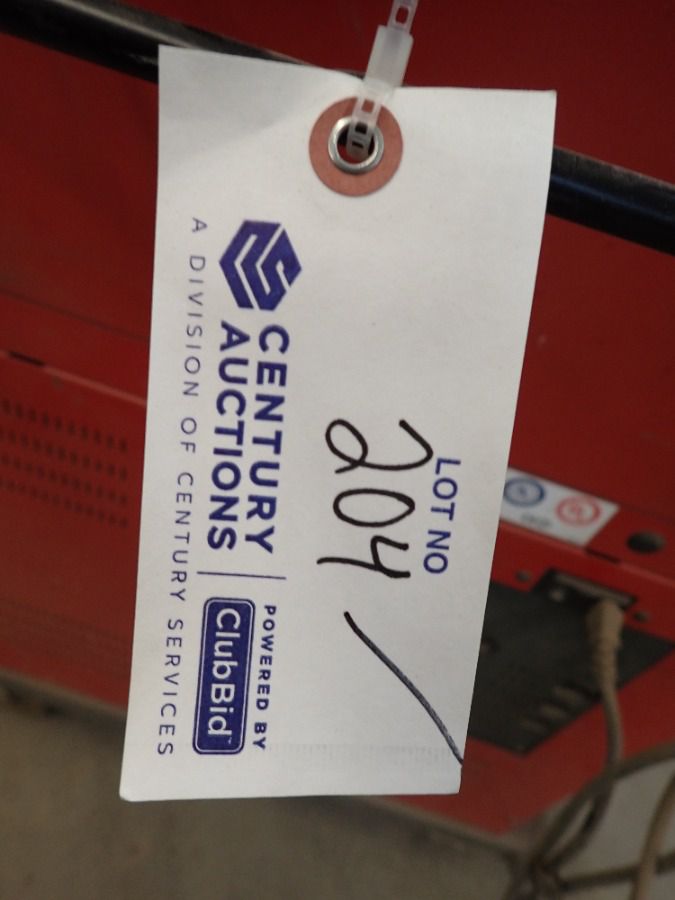 LOT NO
204
CENTURY
AUCTIONS
POWERED BY
ClubBid
A DIVISION OF CENTURY SERVICES